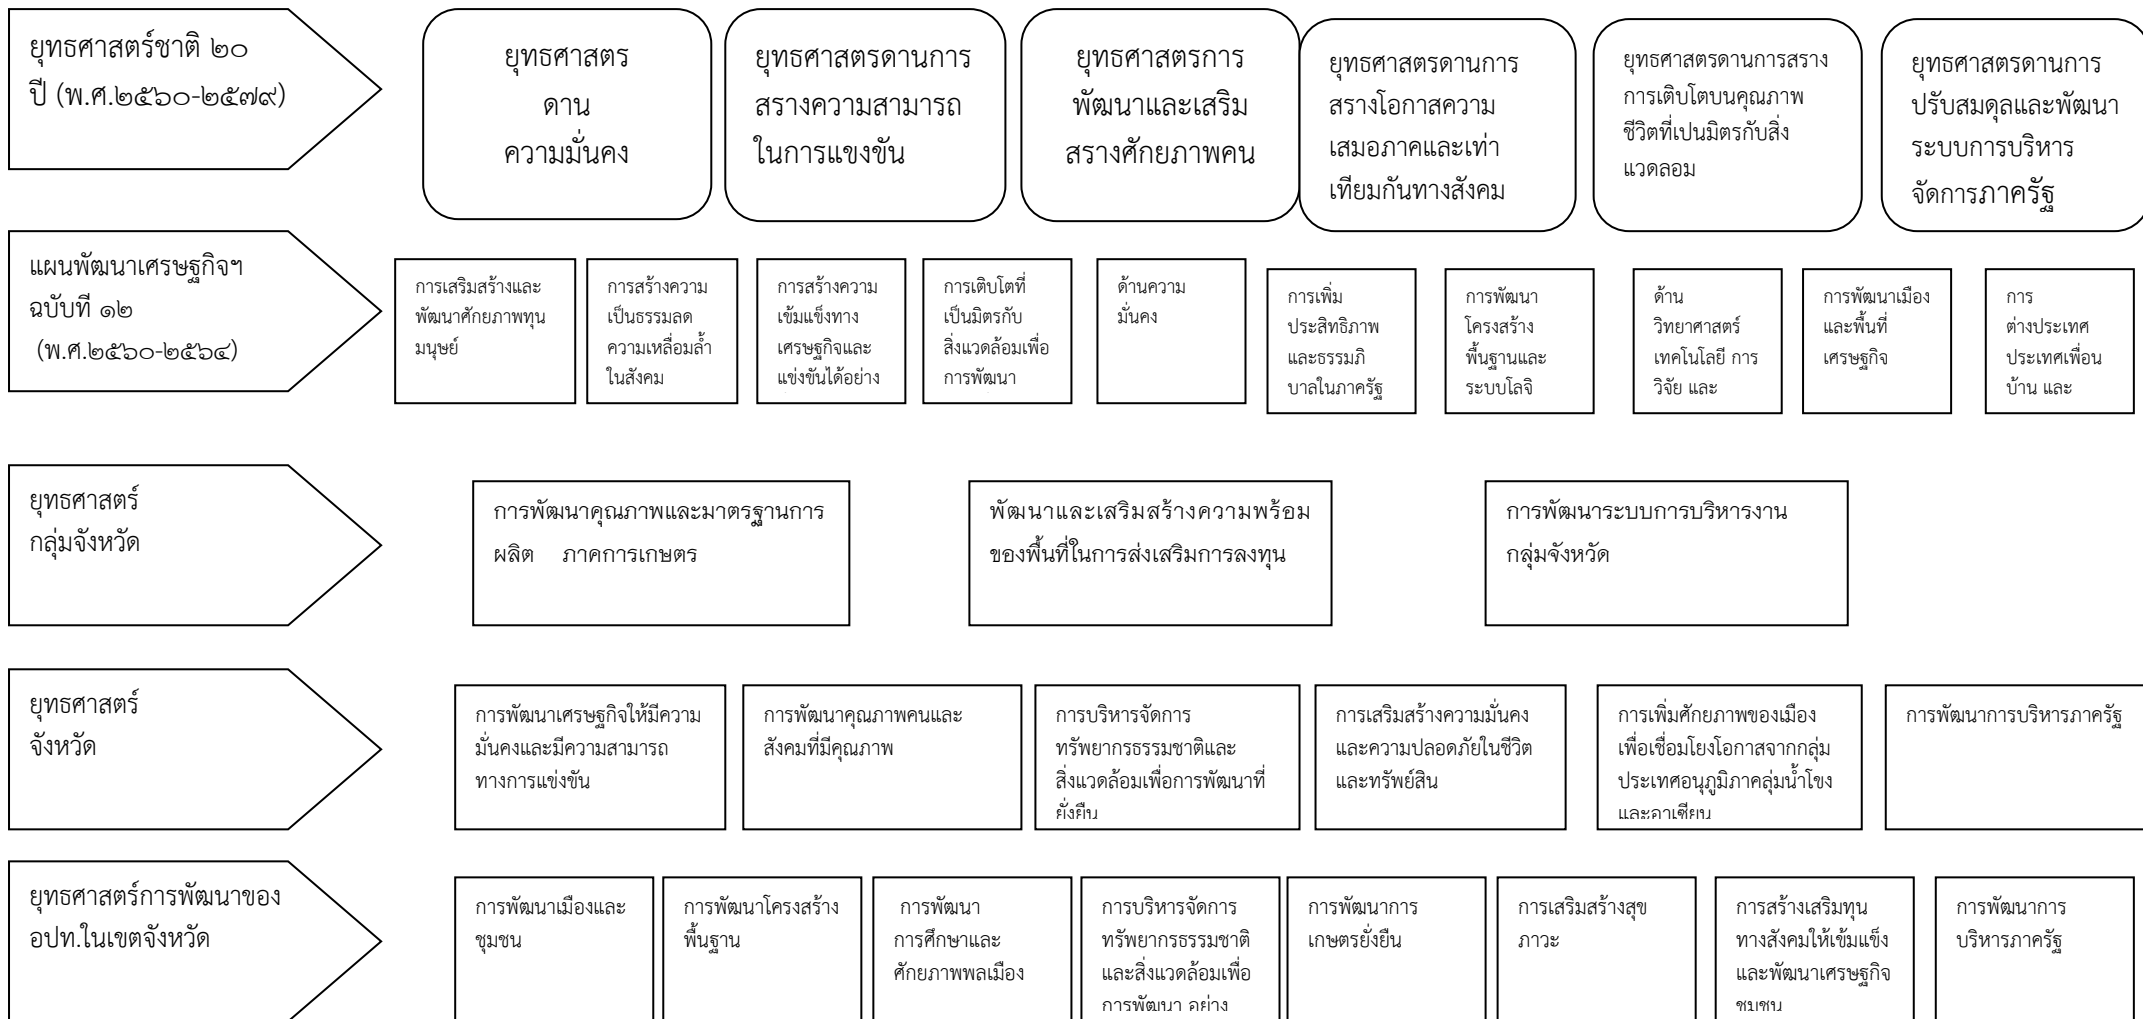 ยุทธศาสตร์ชาติ ๒๐
ปี (พ.ศ.๒๕๖๐-๒๕๗๙)
ยุทธศาสตร
ดาน
ความมั่นคง
ยุทธศาสตรดานการ
สรางความสามารถ
ในการแขงขัน
ยุทธศาสตรการ
พัฒนาและเสริม
สรางศักยภาพคน
ยุทธศาสตรดานการ
สรางโอกาสความ
เสมอภาคและเท่า
เทียมกันทางสังคม
ยุทธศาสตรดานการสราง
การเติบโตบนคุณภาพ
ชีวิตที่เปนมิตรกับสิ่ง
แวดลอม
ยุทธศาสตรดานการ
ปรับสมดุลและพัฒนา
ระบบการบริหาร
จัดการภาครัฐ
แผนพัฒนาเศรษฐกิจฯ
ฉบับที่ ๑๒
(พ.ศ.๒๕๖๐-๒๕๖๔)
การเสริมสร้างและ
พัฒนาศักยภาพทุน
มนุษย์
การสร้างความ
เป็นธรรมลด
ความเหลื่อมล้ำ
ในสังคม
การสร้างความ
เข้มแข็งทาง
เศรษฐกิจและ
แข่งขันได้อย่าง
การเติบโตที่
เป็นมิตรกับ
สิ่งแวดล้อมเพื่อ
การพัฒนา
ด้านความ
มั่นคง
การเพิ่ม
ประสิทธิภาพ
และธรรมภิ
บาลในภาครัฐ
การพัฒนา
โครงสร้าง
พื้นฐานและ
ระบบโลจิ
ด้าน
วิทยาศาสตร์
เทคโนโลยี การ
วิจัย และ
การพัฒนาเมือง
และพื้นที่
เศรษฐกิจ
การ
ต่างประเทศ
ประเทศเพื่อน
บ้าน และ
ยุทธศาสตร์
กลุ่มจังหวัด
การพัฒนาคุณภาพและมาตรฐานการ
ผลิต ภาคการเกษตร
พัฒนาและเสริมสร้างความพร้อม
ของพื้นที่ในการส่งเสริมการลงทุน
การพัฒนาระบบการบริหารงาน
กลุ่มจังหวัด
ยุทธศาสตร์
จังหวัด
การพัฒนาเศรษฐกิจให้มีความ
มั่นคงและมีความสามารถ
ทางการแข่งขัน
การพัฒนาคุณภาพคนและ
สังคมที่มีคุณภาพ
การบริหารจัดการ
ทรัพยากรธรรมชาติและ
สิ่งแวดล้อมเพื่อการพัฒนาที่
ยั่งยืน
การเสริมสร้างความมั่นคง
และความปลอดภัยในชีวิต
และทรัพย์สิน
การเพิ่มศักยภาพของเมือง
เพื่อเชื่อมโยงโอกาสจากกลุ่ม
ประเทศอนุภูมิภาคลุ่มน้ำโขง
และอาเซียน
การพัฒนาการบริหารภาครัฐ
ยุทธศาสตร์การพัฒนาของ
อปท.ในเขตจังหวัด
การพัฒนาเมืองและ
ชุมชน
การพัฒนาโครงสร้าง
พื้นฐาน
การพัฒนา
การศึกษาและ
ศักยภาพพลเมือง
การบริหารจัดการ
ทรัพยากรธรรมชาติ
และสิ่งแวดล้อมเพื่อ
การพัฒนา อย่าง
การพัฒนาการ
เกษตรยั่งยืน
การเสริมสร้างสุข
ภาวะ
การสร้างเสริมทุน
ทางสังคมให้เข้มแข็ง
และพัฒนาเศรษฐกิจ
ชุมชน
การพัฒนาการ
บริหารภาครัฐ